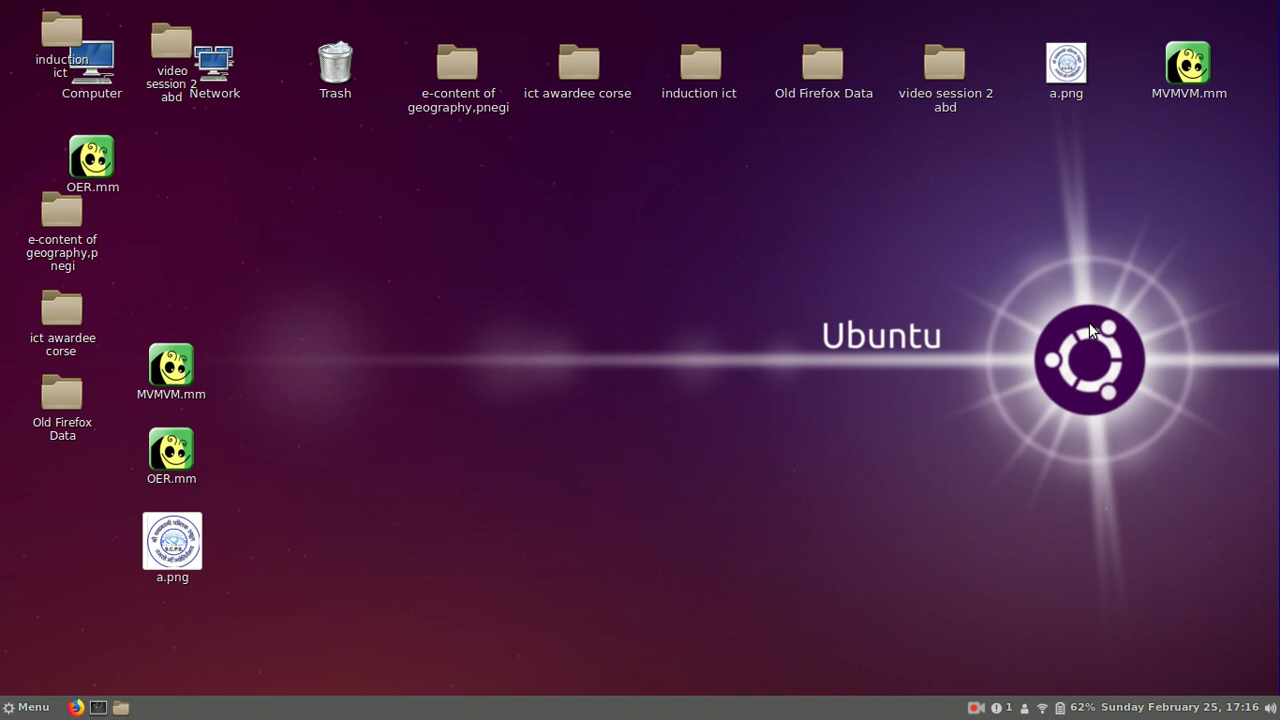 induction
ict
Computer
video
session 2
abd
Network
Trash
e-content of
geography,pnegi
ict awardee corse
induction ict
Old Firefox Data
video session 2
abd
a.png
MVMVM.mm
OER.mm
e-content of
geography,p
negi
ict awardee
corse
Old Firefox
Data
MVMVM.mm
OER.mm
S.C.P.S.
a.png
Ubuntu
Menu
1
62%
Sunday February 25, 17:16